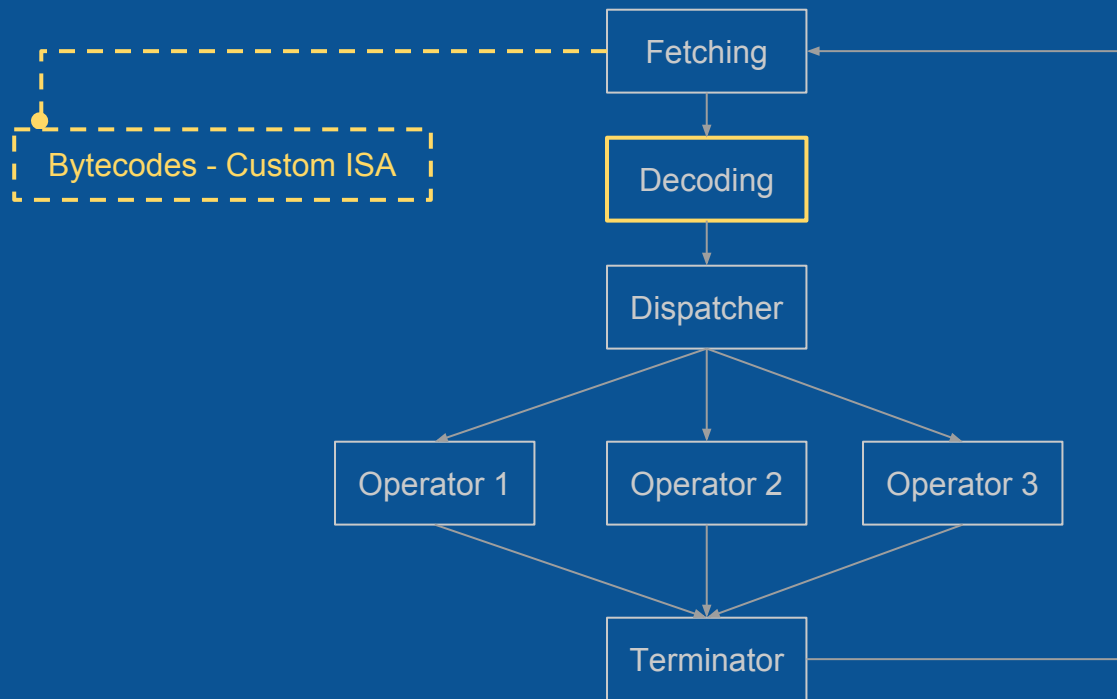 Fetching
Bytecodes - Custom ISA
Decoding
Dispatcher
Operator 1
Operator 2
Operator 3
Terminator